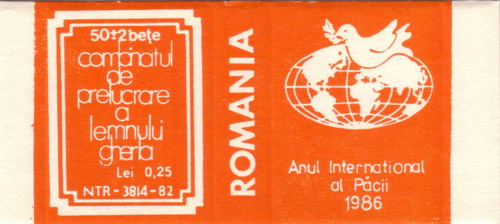 50±2 bețe
combinatul
de
prelucrare
a
lemnului
gherla
Lei 0,25
NTR-3814-82
ROMANIA
Anul International
al Păcii
1986